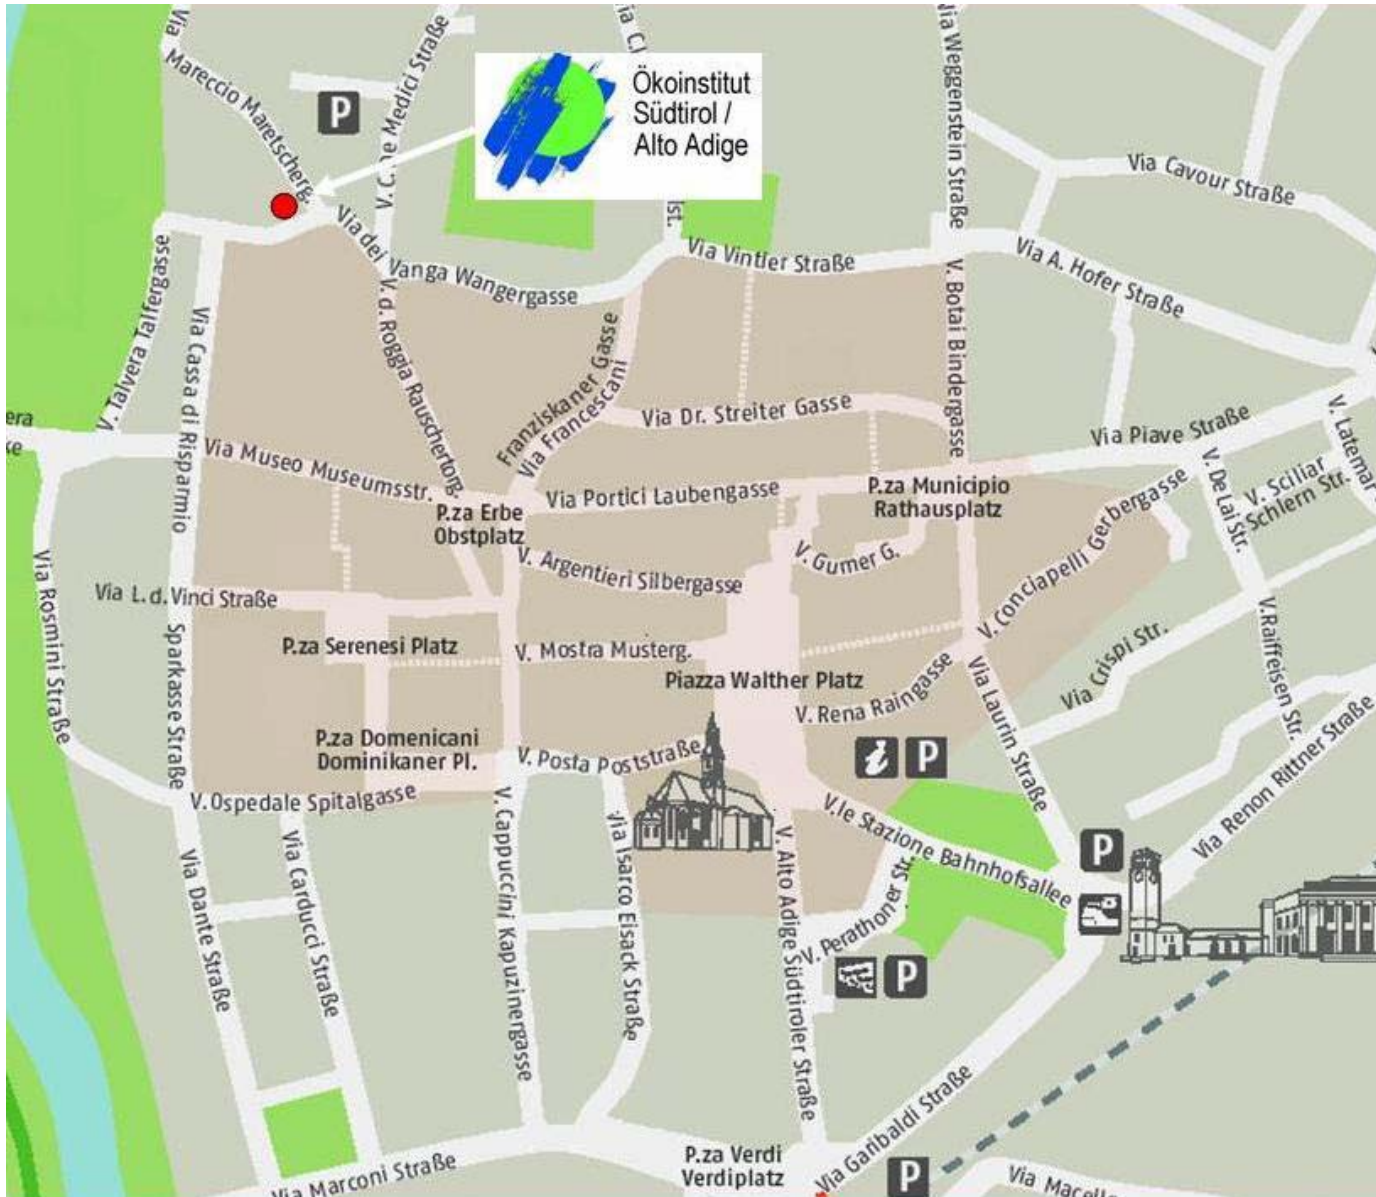 Via
Mareccio Maretscherg.
V. C. de Medici Straße
Ökoinstitut
Südtirol /
Alto Adige
P
Via Weggenstein Straße
Via Cavour Straße
Via dei Vanga Wangergasse
Via Vintler Straße
Via A. Hofer Straße
V. Talvera Talfergasse
Via Cassa di Risparmio
Sparkasse Straße
V. d. Roggia Rauschertorg.
Franziskaner Gasse
Via Francescani
Via Dr. Streiter Gasse
V. Botai Bindergasse
Via Piave Straße
V. Latemar
V. Sciliar
Schlern Str.
V. De Lai Str.
Via Museo Museumsstr.
Via Portici Laubengasse
P.za Municipio
Rathausplatz
P.za Erbe
Obstplatz
V. Argentieri Silbergasse
V. Gumer G.
V. Conciapelli Gerbergasse
Via Rosmini Straße
Via L.d.Vinci Straße
P.za Serenesi Platz
V. Mostra Musterg.
Piazza Walther Platz
V. Rena Raingasse
Via Laurin Straße
Via Crispi Str.
V.Raiffeisen Str.
Via Renon Rittner Straße
P.za Domenicani
Dominikaner Pl.
V. Posta Poststraße
i
P
V.Ospedale Spitalgasse
V.le Stazione Bahnhofsallee
P
Via Dante Straße
Via Carducci Straße
V. Cappuccini Kapuzinergasse
Via Isarco Eisack Straße
V. Alto Adige Südtiroler Straße
V. Perathoner Str.
P
Via Garibaldi Straße
P.za Verdi
Verdiplatz
P
Via Marconi Straße